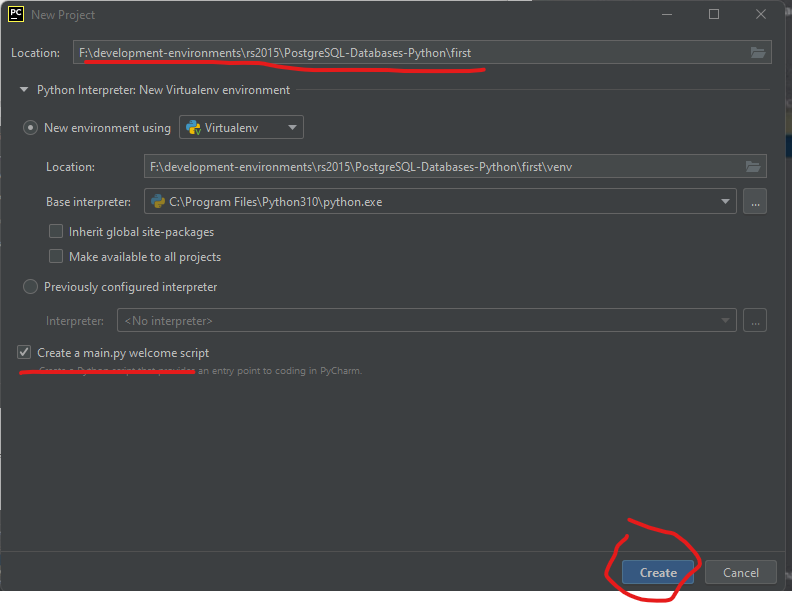 PC New Project
Location: F:\development-environments\rs2015\PostgreSQL-Databases-Python\first
Python Interpreter: New Virtualenv environment
New environment using Virtualenv
Location: F:\development-environments\rs2015\PostgreSQL-Databases-Python\first\venv
Base interpreter: C:\Program Files\Python310\python.exe ...
Inherit global site-packages
Make available to all projects
Previously configured interpreter
Interpreter: <No interpreter> ...
Create a main.py welcome script
Create a Python script that provides an entry point to coding in PyCharm.
Create Cancel